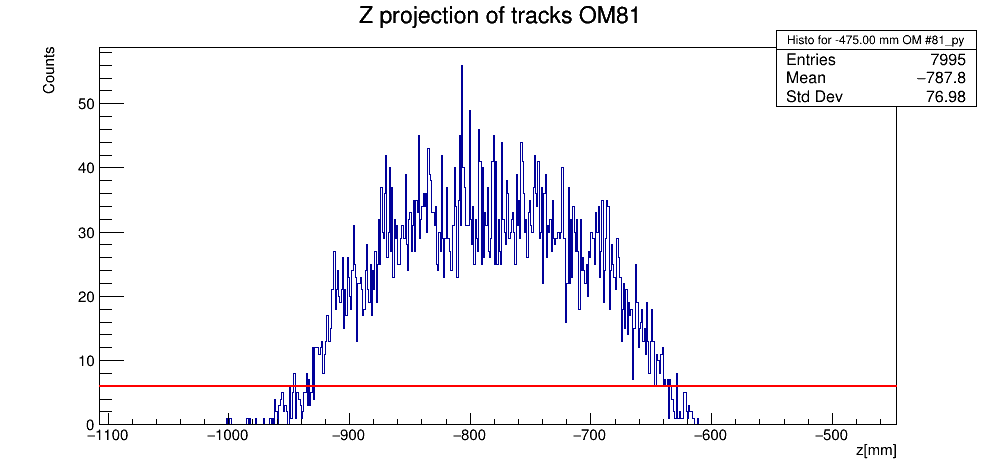 Z projection of tracks OM81
Histo for -475.00 mm OM #81_py
Entries 7995
Mean −787.8
Std Dev 76.98
Counts
50
40
30
20
10
0
−1100 −1000 −900 −800 −700 −600 −500
z[mm]